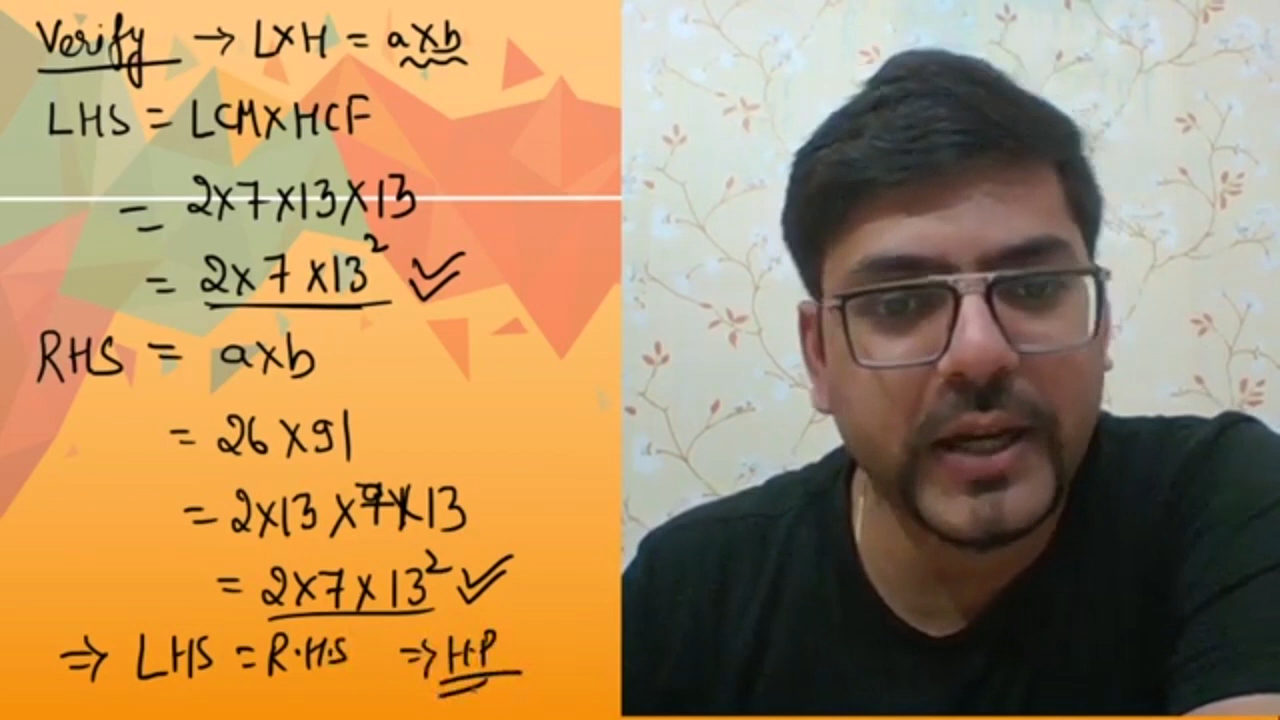 Verify → L×H = a×b
LHS = LCM×HCF
= 2×7×13×13
= 2×7×13²
RHS = a×b
= 26×91
= 2×13×7×13
= 2×7×13²
⇒ LHS = R.H.S ⇒ H.P